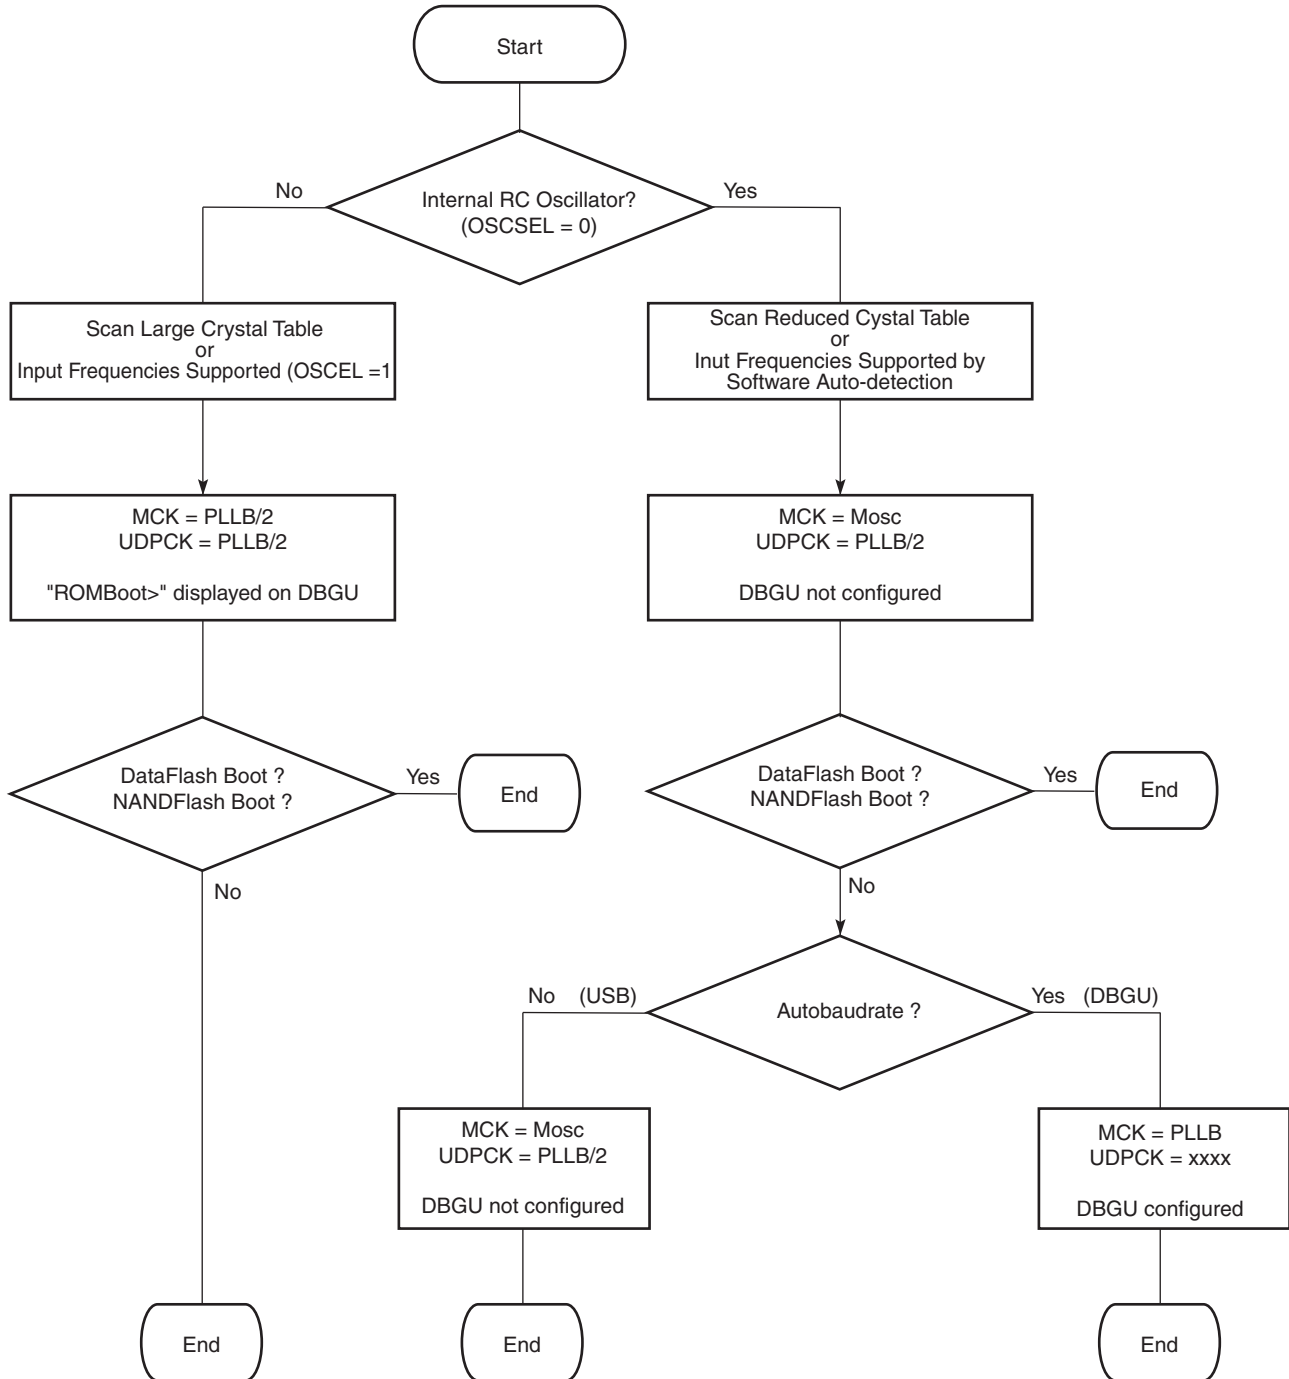 Start
Internal RC Oscillator?
(OSCSEL = 0)
No
Yes
Scan Large Crystal Table
or
Input Frequencies Supported (OSCEL =1
Scan Reduced Cystal Table
or
Inut Frequencies Supported by
Software Auto-detection
MCK = PLLB/2
UDPCK = PLLB/2
"ROMBoot>" displayed on DBGU
MCK = Mosc
UDPCK = PLLB/2
DBGU not configured
DataFlash Boot ?
NANDFlash Boot ?
Yes
End
No
DataFlash Boot ?
NANDFlash Boot ?
Yes
End
No
Autobaudrate ?
No (USB)
Yes (DBGU)
MCK = Mosc
UDPCK = PLLB/2
DBGU not configured
MCK = PLLB
UDPCK = xxxx
DBGU configured
End
End
End